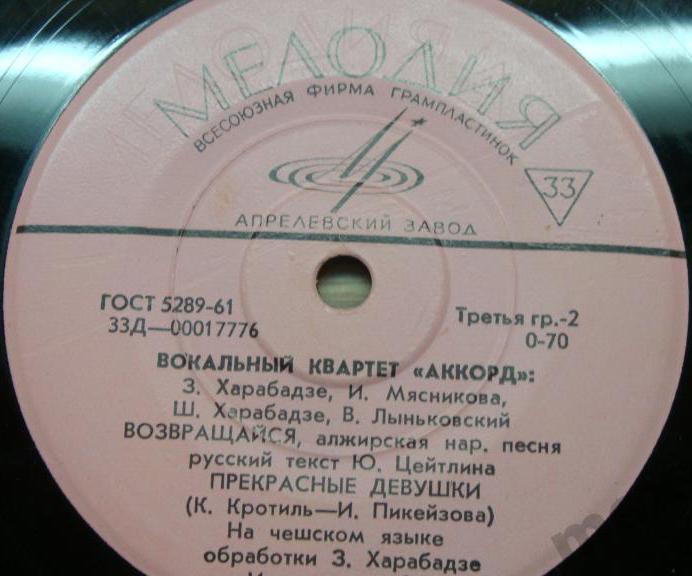 МЕЛОДИЯ
ВСЕСОЮЗНАЯ ФИРМА ГРАМПЛАСТИНОК
33
АПРЕЛЕВСКИЙ ЗАВОД
ГОСТ 5289-61
33Д—00017776
Третья гр.-2
0-70
ВОКАЛЬНЫЙ КВАРТЕТ «АККОРД»:
З. Харабадзе, И. Мясникова,
Ш. Харабадзе, В. Лыньковский
ВОЗВРАЩАЙСЯ, алжирская нар. песня
русский текст Ю. Цейтлина
ПРЕКРАСНЫЕ ДЕВУШКИ
(К. Кротиль—И. Пикейзова)
На чешском языке
обработки З. Харабадзе